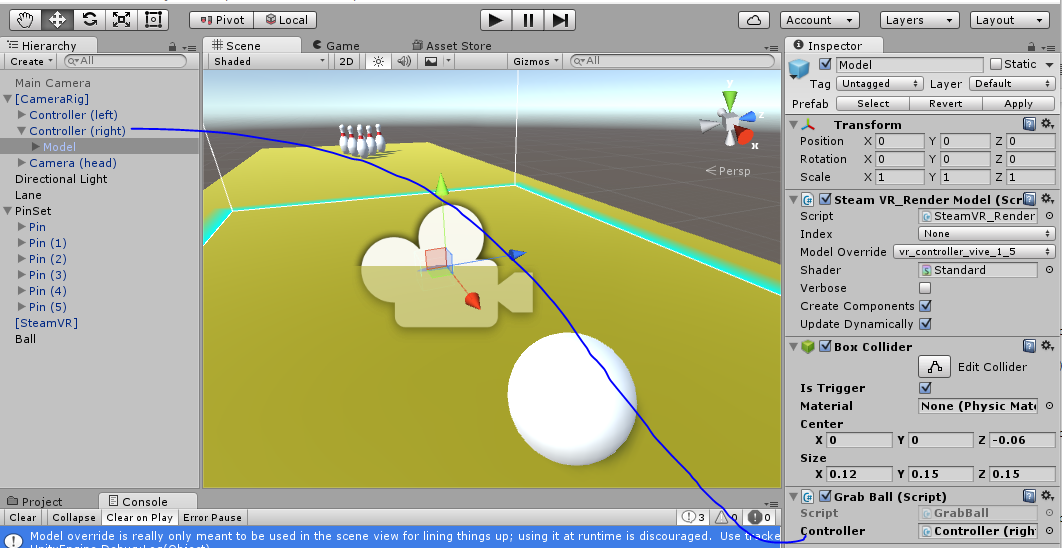 Pivot Local Account Layers Layout
Hierarchy
Create All
Main Camera
[CameraRig]
Controller (left)
Controller (right)
Model
Camera (head)
Directional Light
Lane
PinSet
Pin
Pin (1)
Pin (2)
Pin (3)
Pin (4)
Pin (5)
[SteamVR]
Ball
Scene Game Asset Store
Shaded 2D Gizmos All
y
z
x
Persp
Project Console
Clear Collapse Clear on Play Error Pause 3 0 0
Model override is really only meant to be used in the scene view for lining things up; using it at runtime is discouraged. Use tracke
Inspector
Model Static
Tag Untagged Layer Default
Prefab Select Revert Apply
Transform
Position X 0 Y 0 Z 0
Rotation X 0 Y 0 Z 0
Scale X 1 Y 1 Z 1
Steam VR_Render Model (Scr
Script SteamVR_Render
Index None
Model Override vr_controller_vive_1_5
Shader Standard
Verbose
Create Components
Update Dynamically
Box Collider
Edit Collider
Is Trigger
Material None (Physic Mate
Center
X 0 Y 0 Z -0.06
Size
X 0.12 Y 0.15 Z 0.15
Grab Ball (Script)
Script GrabBall
Controller Controller (righ